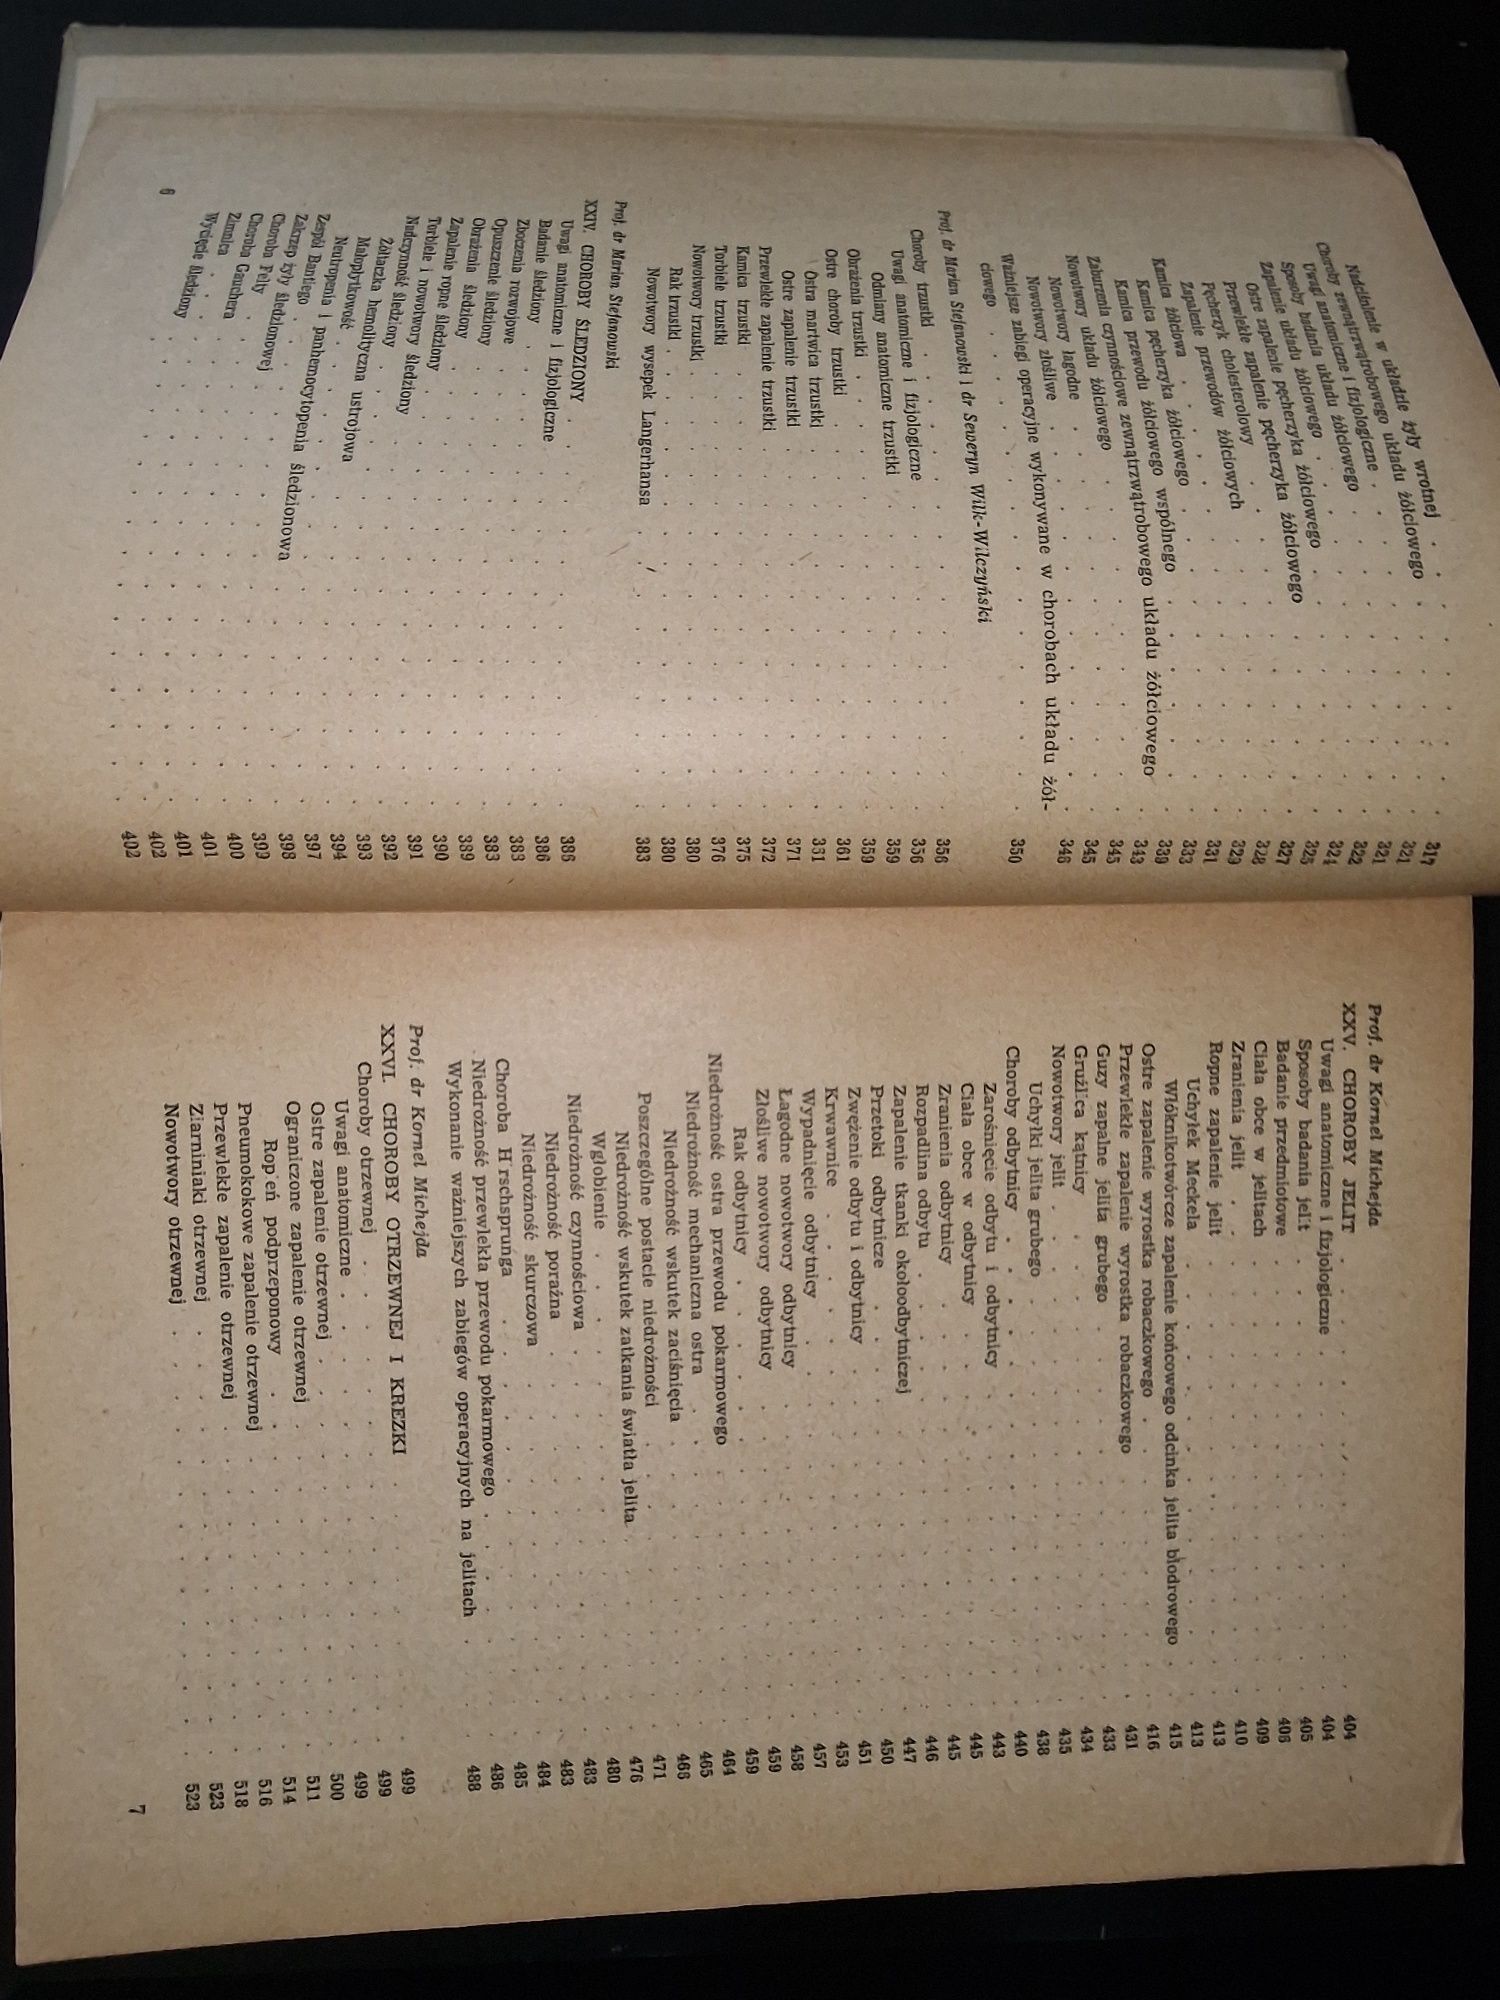 Nadciśnienie w układzie żyły wrotnej 317
Choroby zewnątrzwątrobowego układu żółciowego 321
Uwagi anatomiczne i fizjologiczne 321
Sposoby badania układu żółciowego 322
Zapalenie układu żółciowego 324
Zapalenie pęcherzyka żółciowego 325
Ostre zapalenie pęcherzyka żółciowego 327
Przewlekłe zapalenie pęcherzyka żółciowego 328
Pęcherzyk cholesterolowy 329
Zapalenie przewodów żółciowych 331
Kamica żółciowa 333
Kamica pęcherzyka żółciowego 339
Kamica przewodu żółciowego wspólnego 343
Zaburzenia czynnościowe zewnątrzwątrobowego układu żółciowego 345
Nowotwory układu żółciowego 345
Nowotwory łagodne 346
Nowotwory złośliwe
Ważniejsze zabiegi operacyjne wykonywane w chorobach układu żół-
ciowego 350
Prof. dr Marian Stefanowski i dr Seweryn Wilk-Wilczyński
Choroby trzustki 356
Uwagi anatomiczne i fizjologiczne 356
Odmiany anatomiczne trzustki 359
Obrażenia trzustki 359
Ostre choroby trzustki 361
Ostra martwica trzustki 361
Ostre zapalenie trzustki 371
Przewlekłe zapalenie trzustki 372
Kamica trzustki 375
Torbiele trzustki 376
Nowotwory trzustki 380
Rak trzustki 380
Nowotwory wysepek Langerhansa 383
Prof. dr Marian Stefanowski
XXIV. CHOROBY ŚLEDZIONY 386
Uwagi anatomiczne i fizjologiczne 386
Badanie śledziony 388
Zboczenia rozwojowe 383
Opuszczenie śledziony 389
Obrażenia śledziony 390
Zapalenie ropne śledziony 391
Torbiele i nowotwory śledziony 392
Nadczynność śledziony 393
Żółtaczka hemolityczna ustrojowa 394
Małopłytkowość 397
Neutropenia i panhemocytopenia śledzionowa 398
Zespół Bantiego 399
Zakrzep żyły śledzionowej 400
Choroba Felty 401
Choroba Gauchera 401
Zimnica 402
Wycięcie śledziony 402
6
Prof. dr Kornel Michejda
XXV. CHOROBY JELIT 404
Uwagi anatomiczne i fizjologiczne 404
Sposoby badania jelit 405
Badanie przedmiotowe 406
Ciała obce w jelitach 409
Zranienia jelit 410
Ropne zapalenie jelit 413
Uchyłek Meckela 413
Włóknikotwórcze zapalenie końcowego odcinka jelita biodrowego 415
Ostre zapalenie wyrostka robaczkowego 416
Przewlekłe zapalenie wyrostka robaczkowego 431
Guzy zapalne jelita grubego 433
Gruźlica kątnicy 434
Nowotwory jelit 435
Uchyłki jelita grubego 438
Choroby odbytnicy 440
Zarośnięcie odbytu i odbytnicy 443
Ciała obce w odbytnicy 445
Zranienia odbytnicy 445
Rozpadlina odbytu 446
Zapalenie tkanki okołoodbytniczej 447
Przetoki odbytnicze 450
Zwężenie odbytu i odbytnicy 451
Krwawnice 453
Wypadnięcie odbytnicy 457
Łagodne nowotwory odbytnicy 458
Złośliwe nowotwory odbytnicy 459
Rak odbytnicy 459
Niedrożność ostra przewodu pokarmowego 464
Niedrożność mechaniczna ostra 465
Niedrożność wskutek zaciśnięcia 466
Poszczególne postacie niedrożności 471
Niedrożność wskutek zatkania światła jelita 476
Wgłobienie 480
Niedrożność czynnościowa 483
Niedrożność poraźna 483
Niedrożność skurczowa 484
Choroba H rschsprunga 485
Niedrożność przewlekła przewodu pokarmowego 486
Wykonanie ważniejszych zabiegów operacyjnych na jelitach 488
Prof. dr Kornel Michejda
XXVI. CHOROBY OTRZEWNEJ I KREZKI 499
Choroby otrzewnej 499
Uwagi anatomiczne 499
Ostre zapalenie otrzewnej 500
Ograniczone zapalenie otrzewnej 511
Rop eń podprzeponowy 514
Pneumokokowe zapalenie otrzewnej 516
Przewlekłe zapalenie otrzewnej 518
Ziarniniaki otrzewnej 523
Nowotwory otrzewnej 523
7